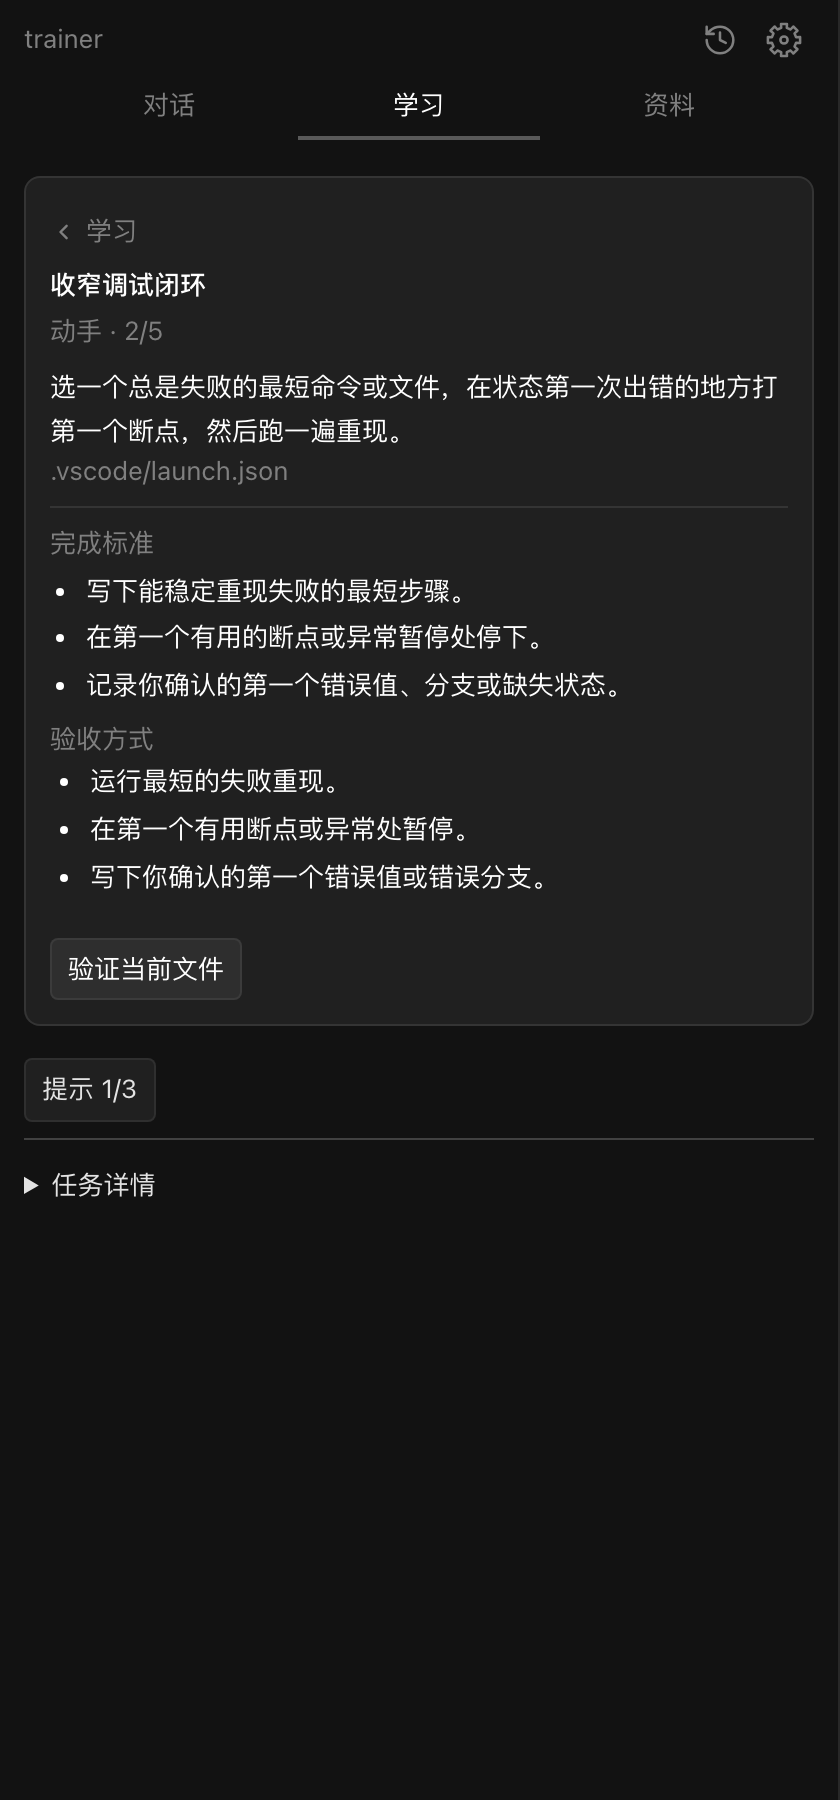 trainer
对话
学习
资料
学习
收窄调试闭环
动手 · 2/5
选一个总是失败的最短命令或文件，在状态第一次出错的地方打
第一个断点，然后跑一遍重现。
.vscode/launch.json
完成标准
• 写下能稳定重现失败的最短步骤。
• 在第一个有用的断点或异常暂停处停下。
• 记录你确认的第一个错误值、分支或缺失状态。
验收方式
• 运行最短的失败重现。
• 在第一个有用断点或异常处暂停。
• 写下你确认的第一个错误值或错误分支。
验证当前文件
提示 1/3
任务详情